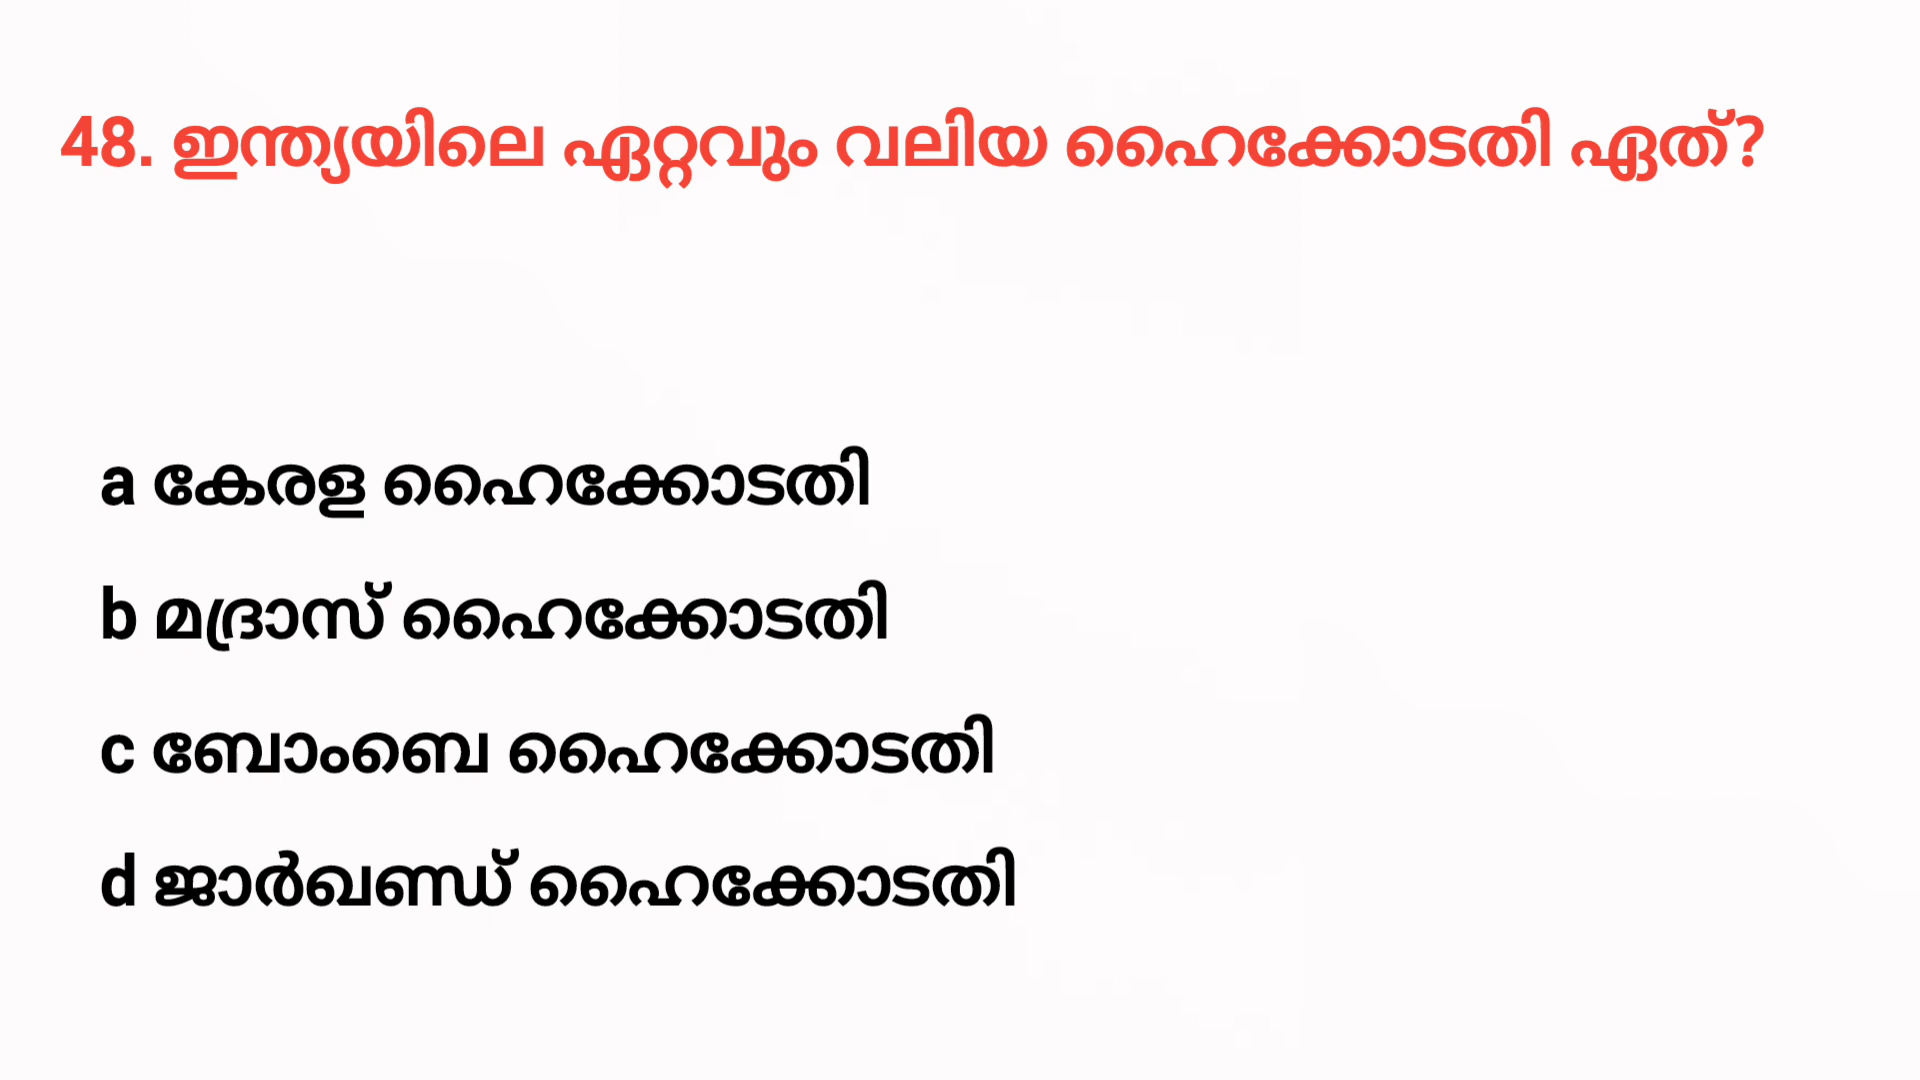 48. ഇന്ത്യയിലെ ഏറ്റവും വലിയ ഹൈക്കോടതി ഏത്?
a കേരള ഹൈക്കോടതി
b മദ്രാസ് ഹൈക്കോടതി
c ബോംബെ ഹൈക്കോടതി
d ജാർഖണ്ഡ് ഹൈക്കോടതി